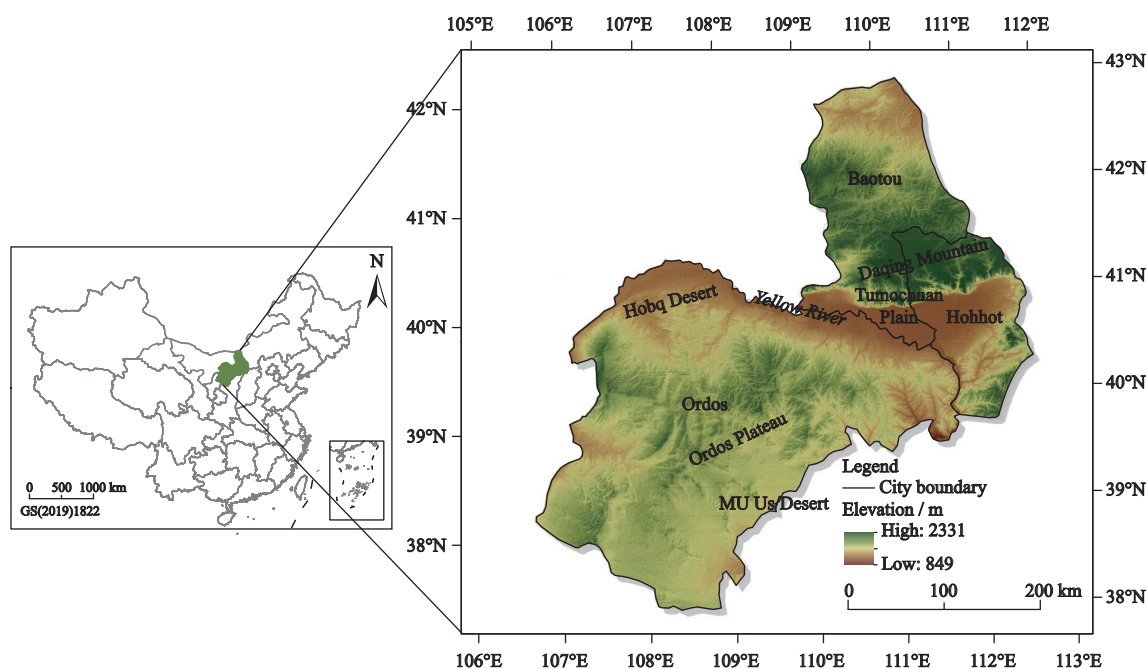 105°E 106°E 107°E 108°E 109°E 110°E 111°E 112°E
43°N
42°N
42°N
Baotou
41°N
Daqing Mountain
41°N
N
Hobq Desert
Yellow River
Tumochuan
Plain
Hohhot
40°N
40°N
Ordos
39°N
Ordos Plateau
Legend
City boundary
39°N
MU Us Desert
Elevation / m
High: 2331
Low: 849
0 500 1000 km
GS(2019)1822
38°N
0 100 200 km
38°N
106°E 107°E 108°E 109°E 110°E 111°E 112°E 113°E